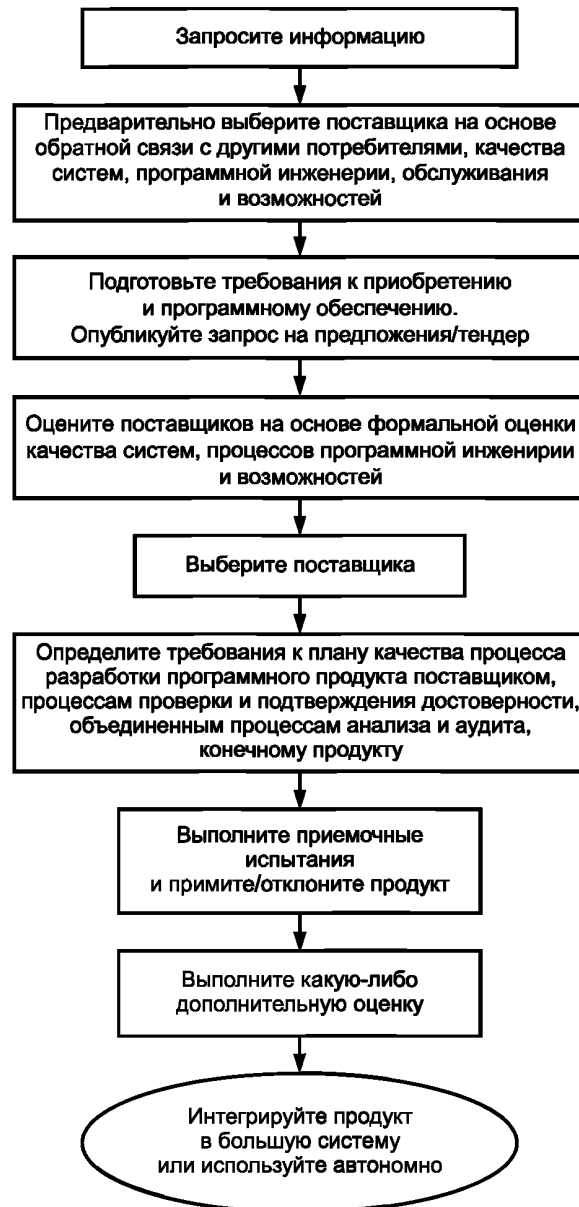 Запросите информацию
Предварительно выберите поставщика на основе
обратной связи с другими потребителями, качества
систем, программной инженерии, обслуживания
и возможностей
Подготовьте требования к приобретению
и программному обеспечению.
Опубликуйте запрос на предложения/тендер
Оцените поставщиков на основе формальной оценки
качества систем, процессов программной инженирии
и возможностей
Выберите поставщика
Определите требования к плану качества процесса
разработки программного продукта поставщиком,
процессам проверки и подтверждения достоверности,
объединенным процессам анализа и аудита,
конечному продукту
Выполните приемочные
испытания
и примите/отклоните продукт
Выполните какую-либо
дополнительную оценку
Интегрируйте продукт
в большую систему
или используйте автономно